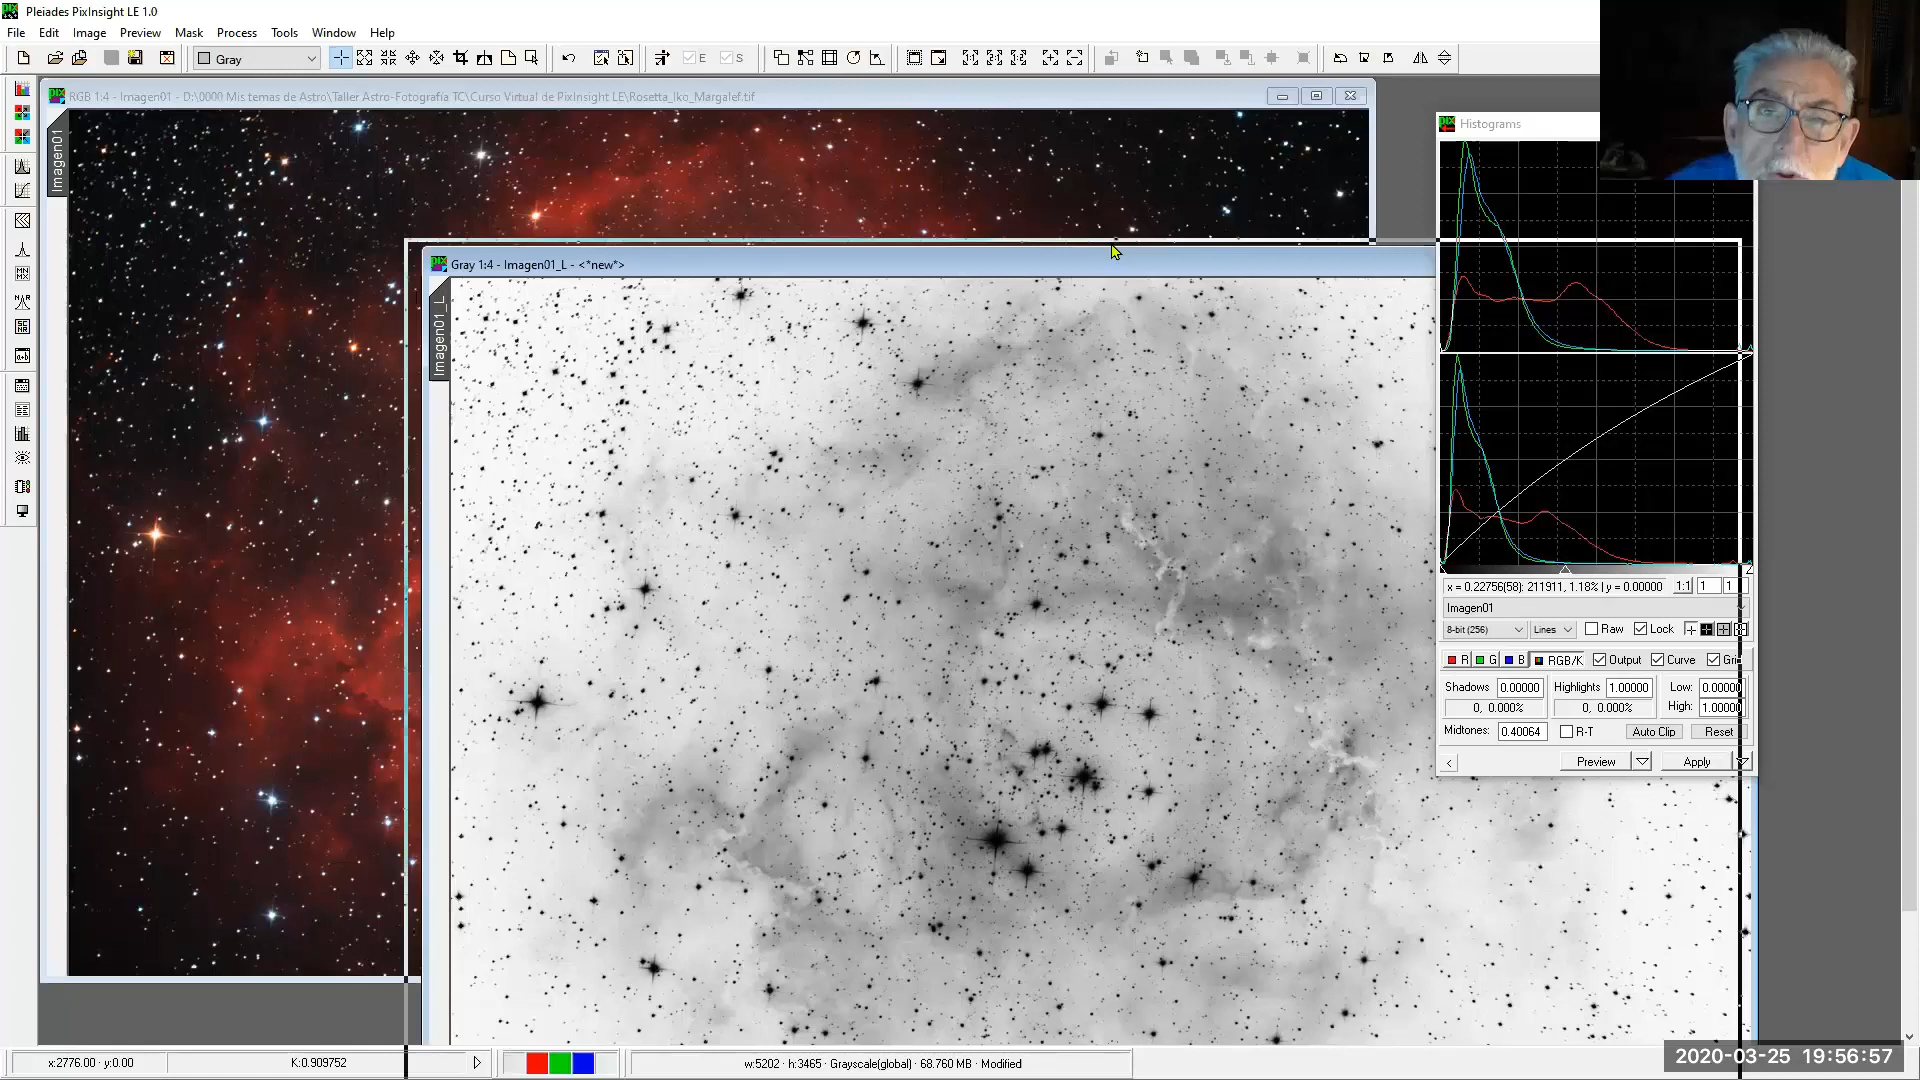 Pleiades PixInsight LE 1.0
File Edit Image Preview Mask Process Tools Window Help
Gray
E
S
RGB 1:4 - Imagen01 - D:\0000 Mis temas de Astro\Taller Astro-Fotografía TC\Curso Virtual de PixInsight LE\Rosetta_Iko_Margalef.tif
Imagen01
Histograms
Gray 1:4 - Imagen01_L - <*new*>
Imagen01_L
x = 0.22756(58); 211911, 1.18% | y = 0.00000 1:1 1 1
Imagen01
8-bit (256) Lines Raw Lock
R G B RGB/K Output Curve Gri
Shadows 0.00000 Highlights 1.00000 Low: 0.00000
0, 0.000% 0, 0.000% High: 1.00000
Midtones: 0.40064 R-T Auto Clip Reset
< Preview Apply
x:2776.00 · y:0.00 K:0.909752 w:5202 · h:3465 · Grayscale(global) · 68.760 MB · Modified
2020-03-25 19:56:57